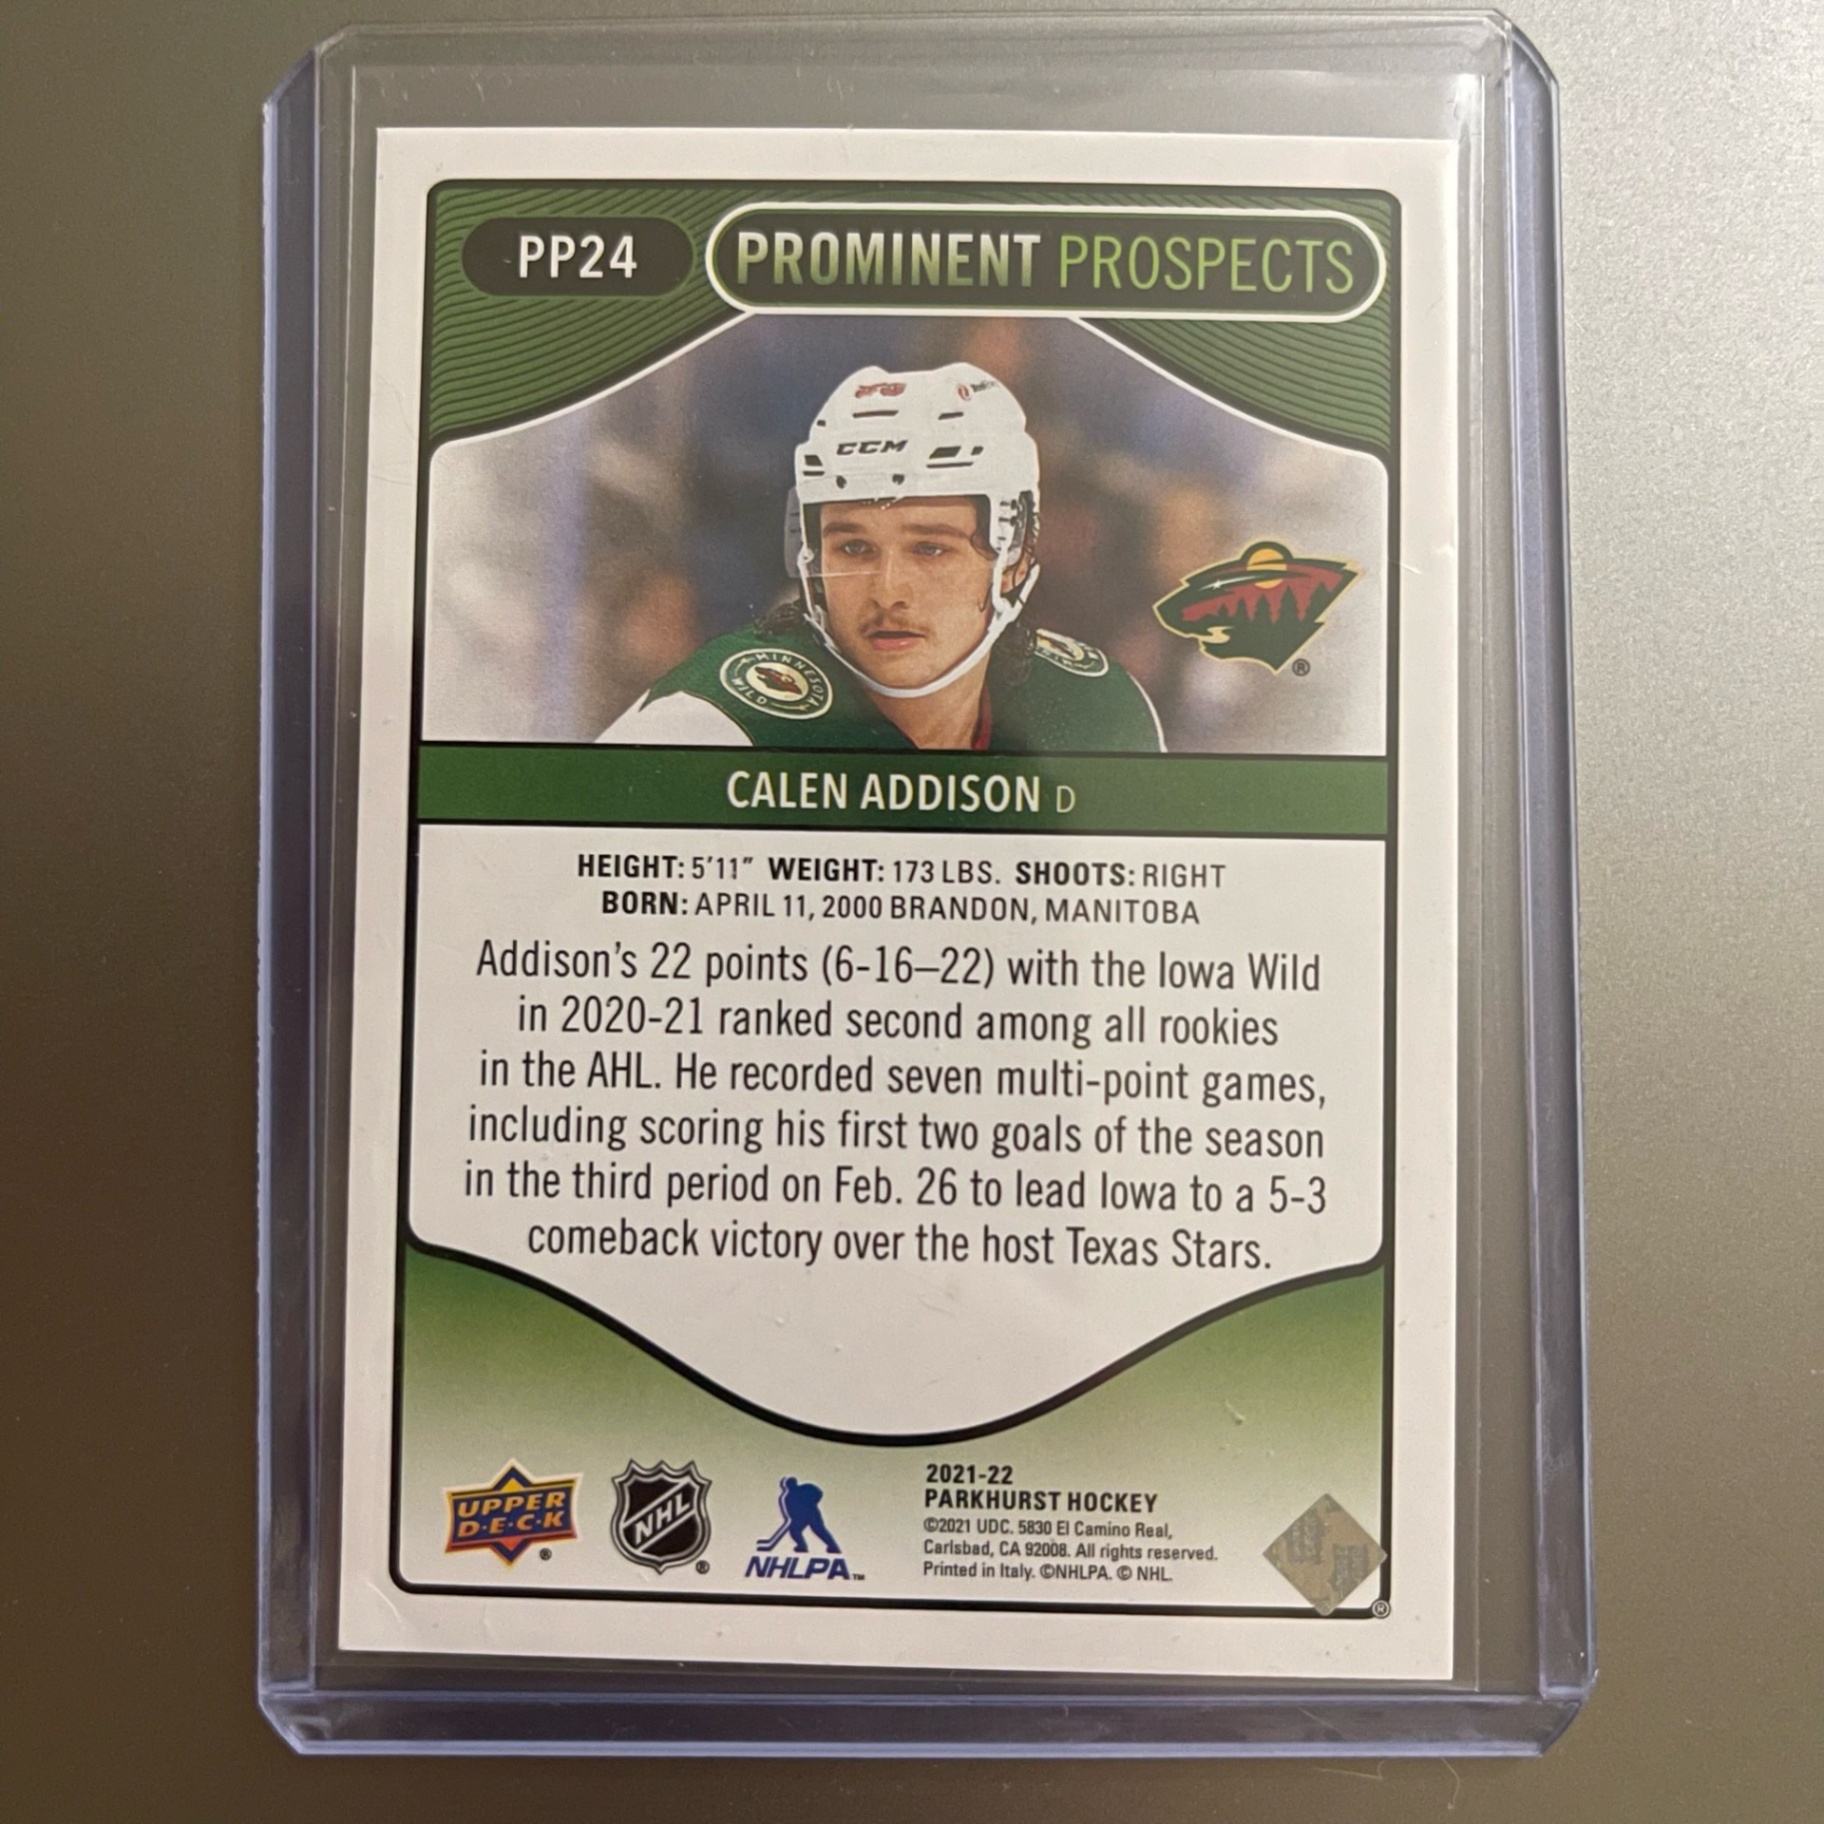 PP24
PROMINENT PROSPECTS
CCM
MINNESOTA
WILD
®
CALEN ADDISON D
HEIGHT: 5'11" WEIGHT: 173 LBS. SHOOTS: RIGHT
BORN: APRIL 11, 2000 BRANDON, MANITOBA
Addison's 22 points (6-16–22) with the Iowa Wild
in 2020-21 ranked second among all rookies
in the AHL. He recorded seven multi-point games,
including scoring his first two goals of the season
in the third period on Feb. 26 to lead Iowa to a 5-3
comeback victory over the host Texas Stars.
UPPER
D·E·C·K
®
NHL
®
NHLPA™
2021-22
PARKHURST HOCKEY
©2021 UDC. 5830 El Camino Real,
Carlsbad, CA 92008. All rights reserved.
Printed in Italy. ©NHLPA. © NHL.
®